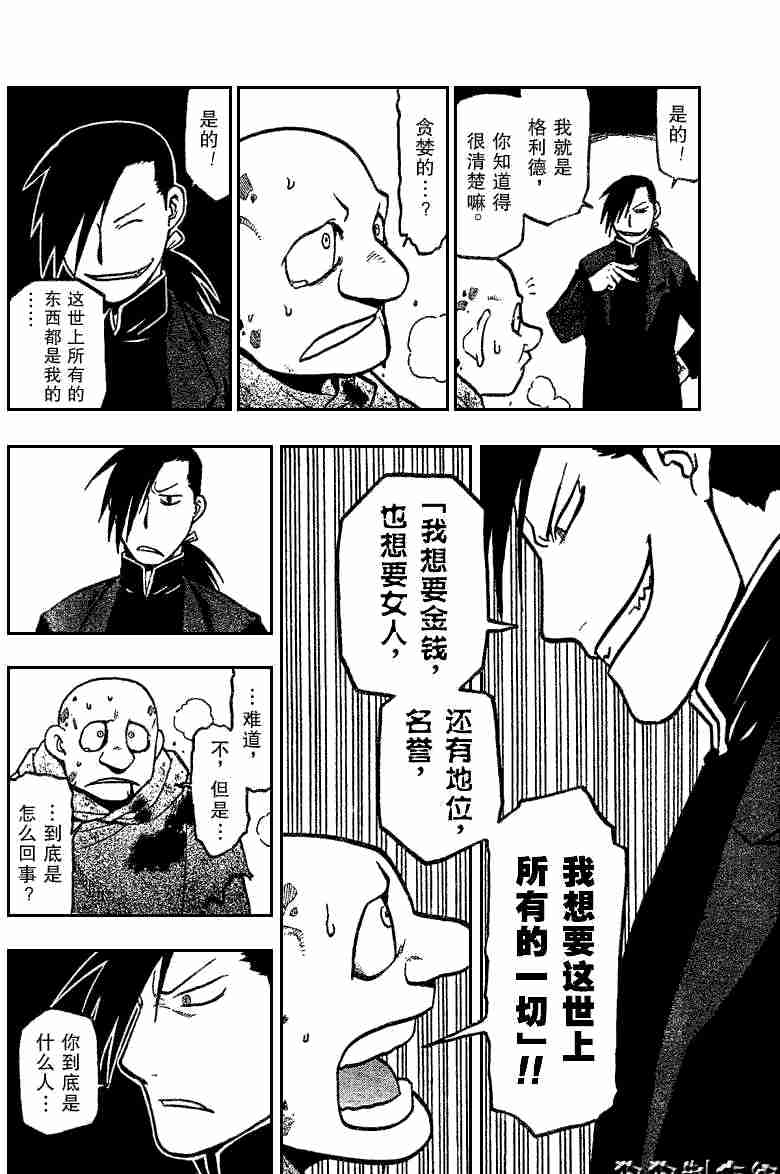 是的！
我就是
格利德，
你知道得
很清楚嘛。
贪婪的…？
是的！
这世上所有的
东西都是我的
……
「我想要金钱，
也想要女人，
还有地位，
名誉，
我想要这世上
所有的一切」!!
…难道，
不，但是…
…到底是
怎么回事？
你到底是
什么人…